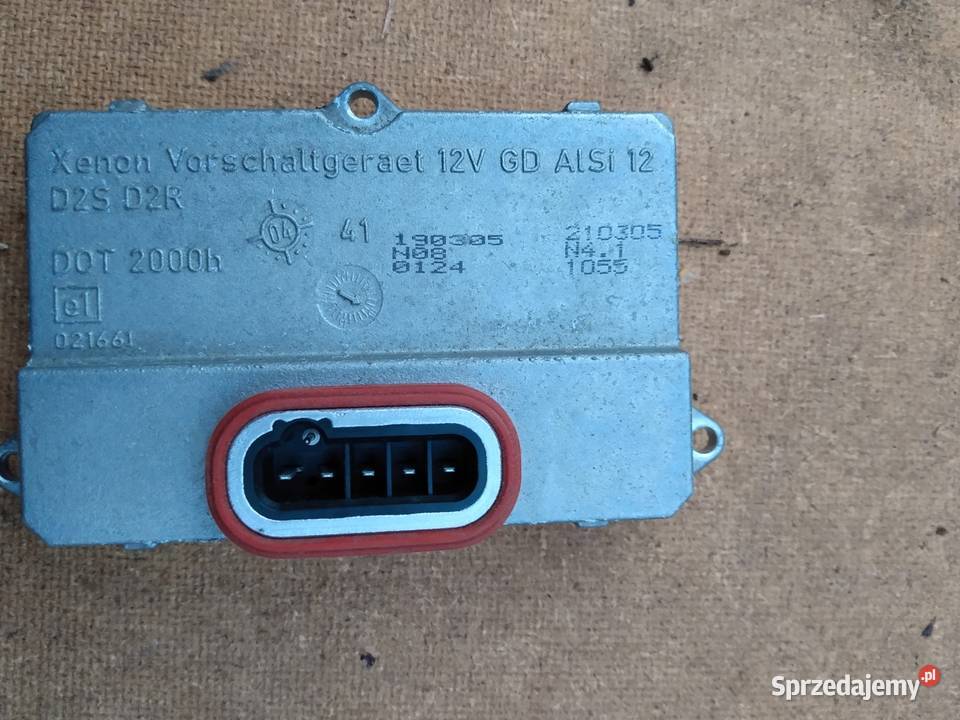 Xenon Vorschaltgeraet 12V GD AlSi 12
D2S D2R
04
41
190305
N08
0124
210305
N4.1
1055
DOT 2000h
e1
021661
Sprzedajemy.pl